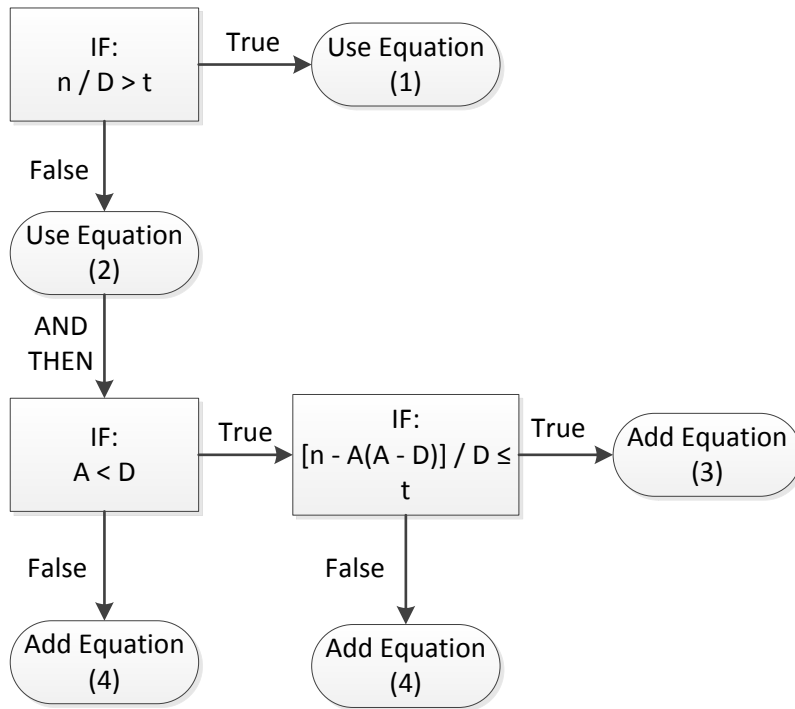 IF:
n / D > t
True
Use Equation
(1)
False
Use Equation
(2)
AND
THEN
IF:
A < D
True
IF:
[n - A(A - D)] / D ≤
t
True
Add Equation
(3)
False
False
Add Equation
(4)
Add Equation
(4)